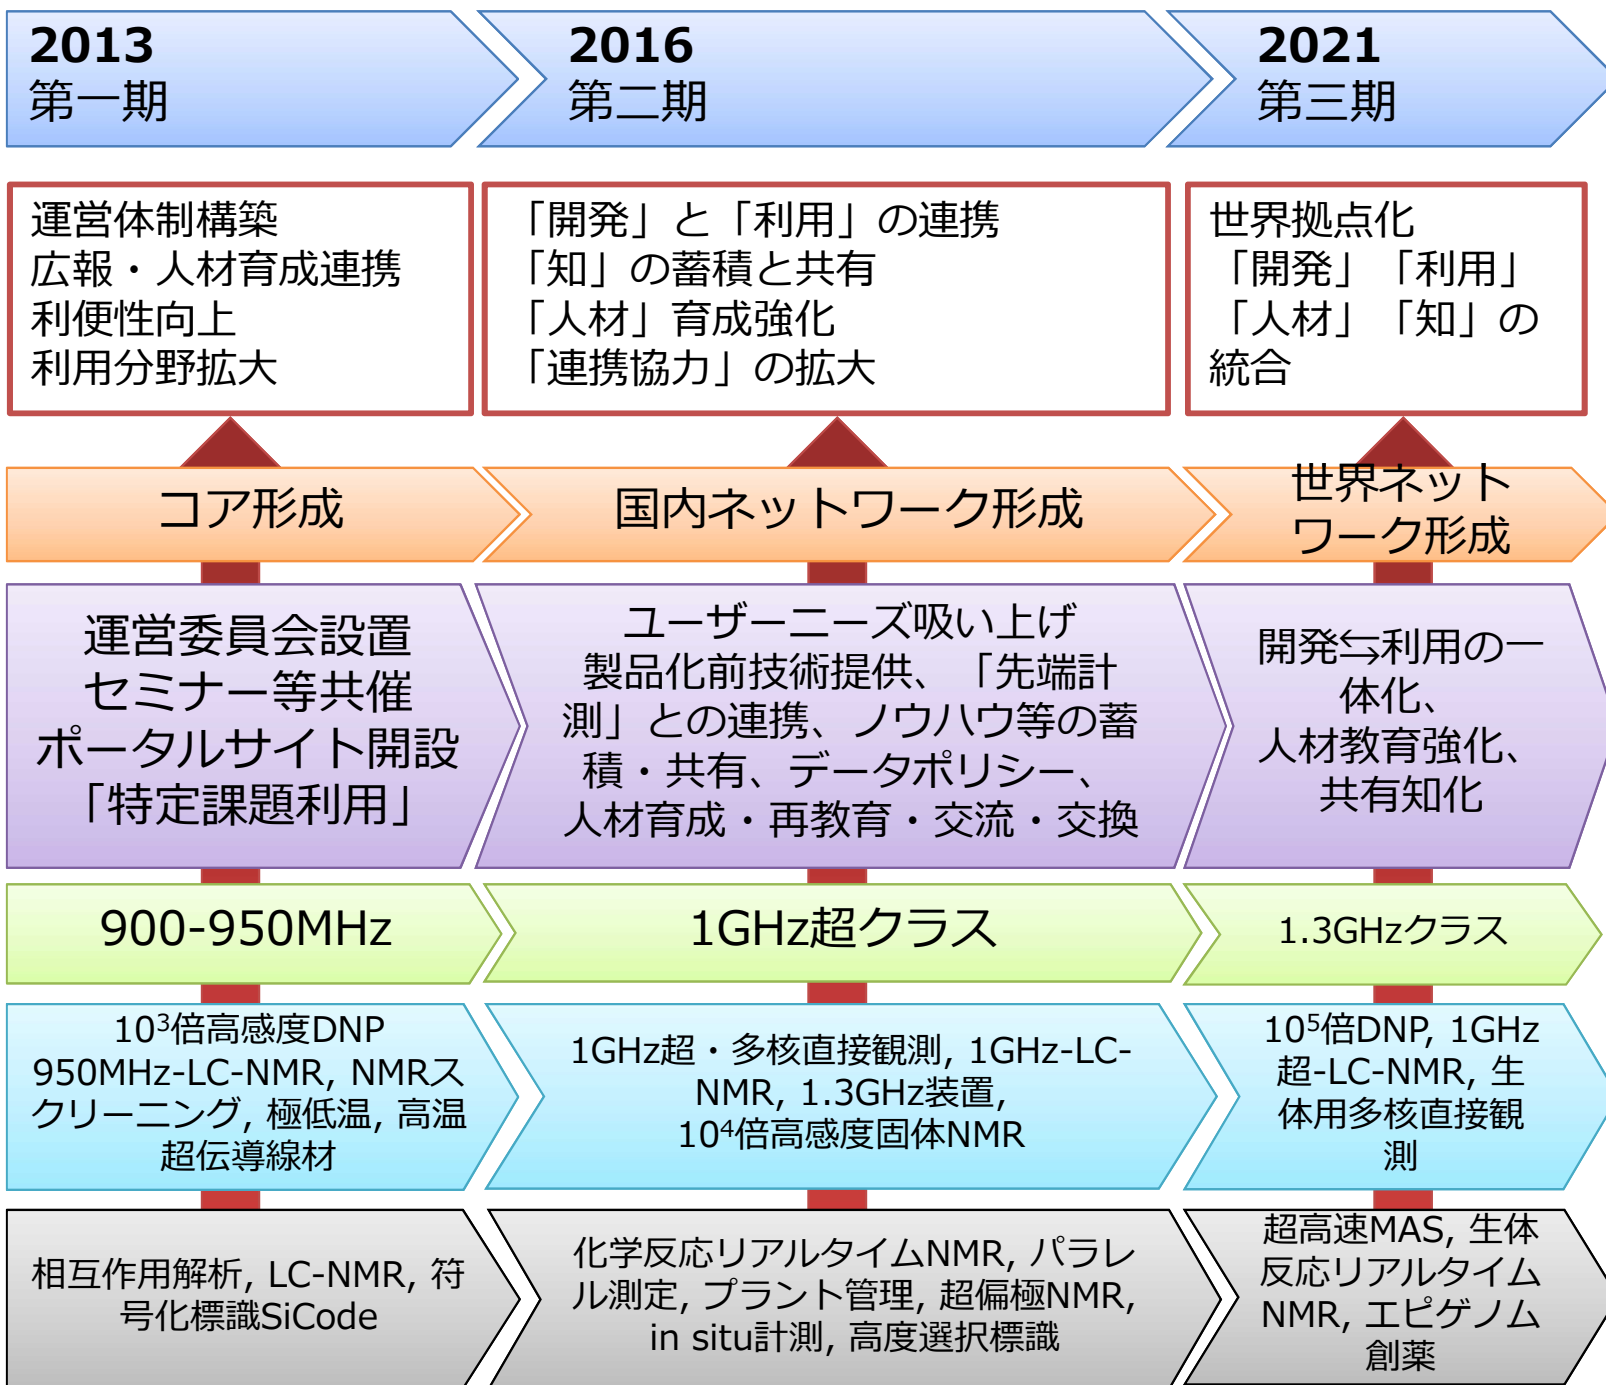 2013
第一期
2016
第二期
2021
第三期
運営体制構築
広報・人材育成連携
利便性向上
利用分野拡大
「開発」と「利用」の連携
「知」の蓄積と共有
「人材」育成強化
「連携協力」の拡大
世界拠点化
「開発」「利用」
「人材」「知」の
統合
コア形成
国内ネットワーク形成
世界ネット
ワーク形成
運営委員会設置
セミナー等共催
ポータルサイト開設
「特定課題利用」
ユーザーニーズ吸い上げ
製品化前技術提供、「先端計
測」との連携、ノウハウ等の蓄
積・共有、データポリシー、
人材育成・再教育・交流・交換
開発⇆利用の一
体化、
人材教育強化、
共有知化
900-950MHz
1GHz超クラス
1.3GHzクラス
10³倍高感度DNP
950MHz-LC-NMR, NMRス
クリーニング, 極低温, 高温
超伝導線材
1GHz超・多核直接観測, 1GHz-LC-
NMR, 1.3GHz装置,
10⁴倍高感度固体NMR
10⁵倍DNP, 1GHz
超-LC-NMR, 生
体用多核直接観
測
相互作用解析, LC-NMR, 符
号化標識SiCode
化学反応リアルタイムNMR, パラレ
ル測定, プラント管理, 超偏極NMR,
in situ計測, 高度選択標識
超高速MAS, 生体
反応リアルタイム
NMR, エピゲノム
創薬